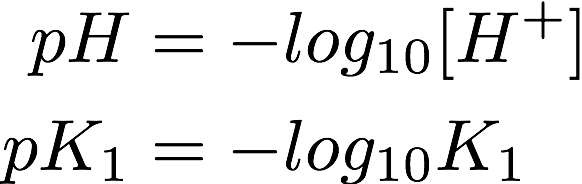 pH = −log₁₀[H⁺]
pK₁ = −log₁₀K₁